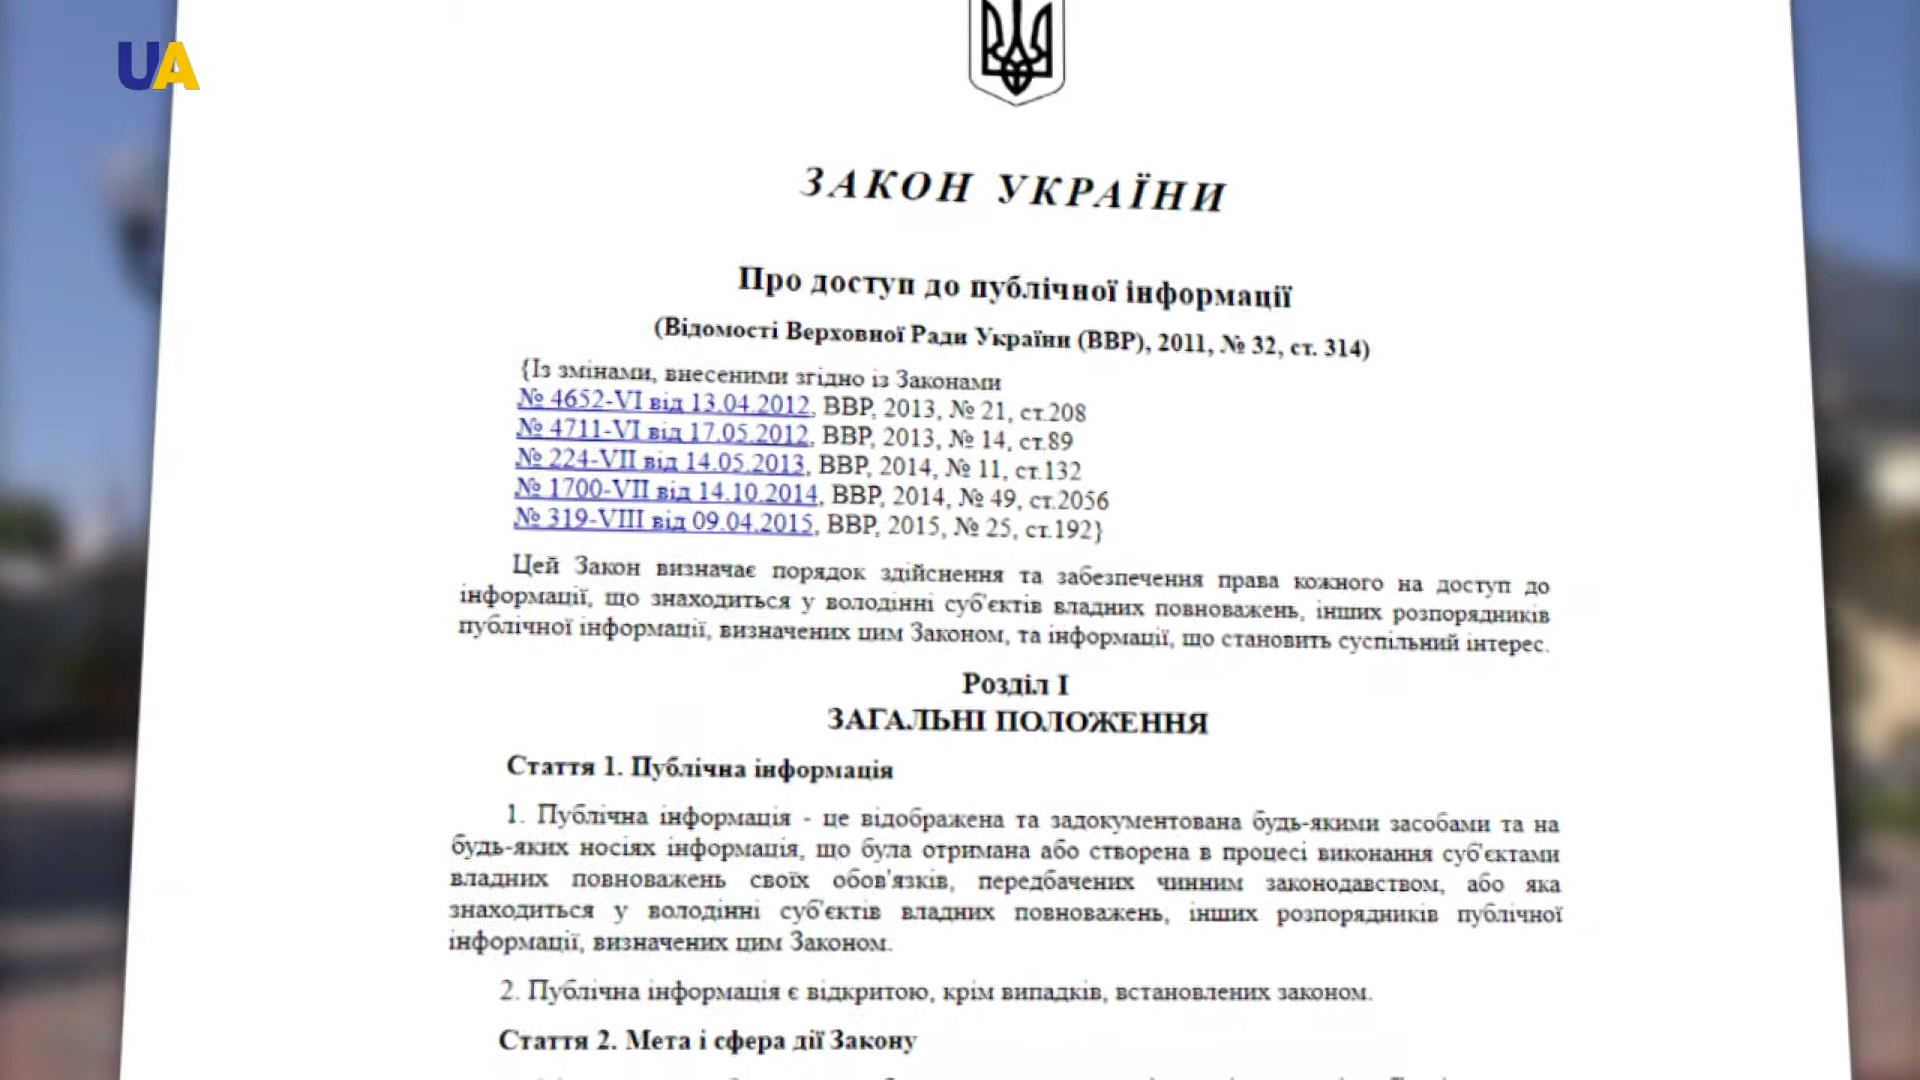 UA
ЗАКОН УКРАЇНИ
Про доступ до публічної інформації
(Відомості Верховної Ради України (ВВР), 2011, № 32, ст. 314)
{Із змінами, внесеними згідно із Законами
№ 4652-VI від 13.04.2012, ВВР, 2013, № 21, ст.208
№ 4711-VI від 17.05.2012, ВВР, 2013, № 14, ст.89
№ 224-VII від 14.05.2013, ВВР, 2014, № 11, ст.132
№ 1700-VII від 14.10.2014, ВВР, 2014, № 49, ст.2056
№ 319-VIII від 09.04.2015, ВВР, 2015, № 25, ст.192}
Цей Закон визначає порядок здійснення та забезпечення права кожного на доступ до
інформації, що знаходиться у володінні суб'єктів владних повноважень, інших розпорядників
публічної інформації, визначених цим Законом, та інформації, що становить суспільний інтерес.
Розділ I
ЗАГАЛЬНІ ПОЛОЖЕННЯ
Стаття 1. Публічна інформація
1. Публічна інформація - це відображена та задокументована будь-якими засобами та на
будь-яких носіях інформація, що була отримана або створена в процесі виконання суб'єктами
владних повноважень своїх обов'язків, передбачених чинним законодавством, або яка
знаходиться у володінні суб'єктів владних повноважень, інших розпорядників публічної
інформації, визначених цим Законом.
2. Публічна інформація є відкритою, крім випадків, встановлених законом.
Стаття 2. Мета і сфера дії Закону